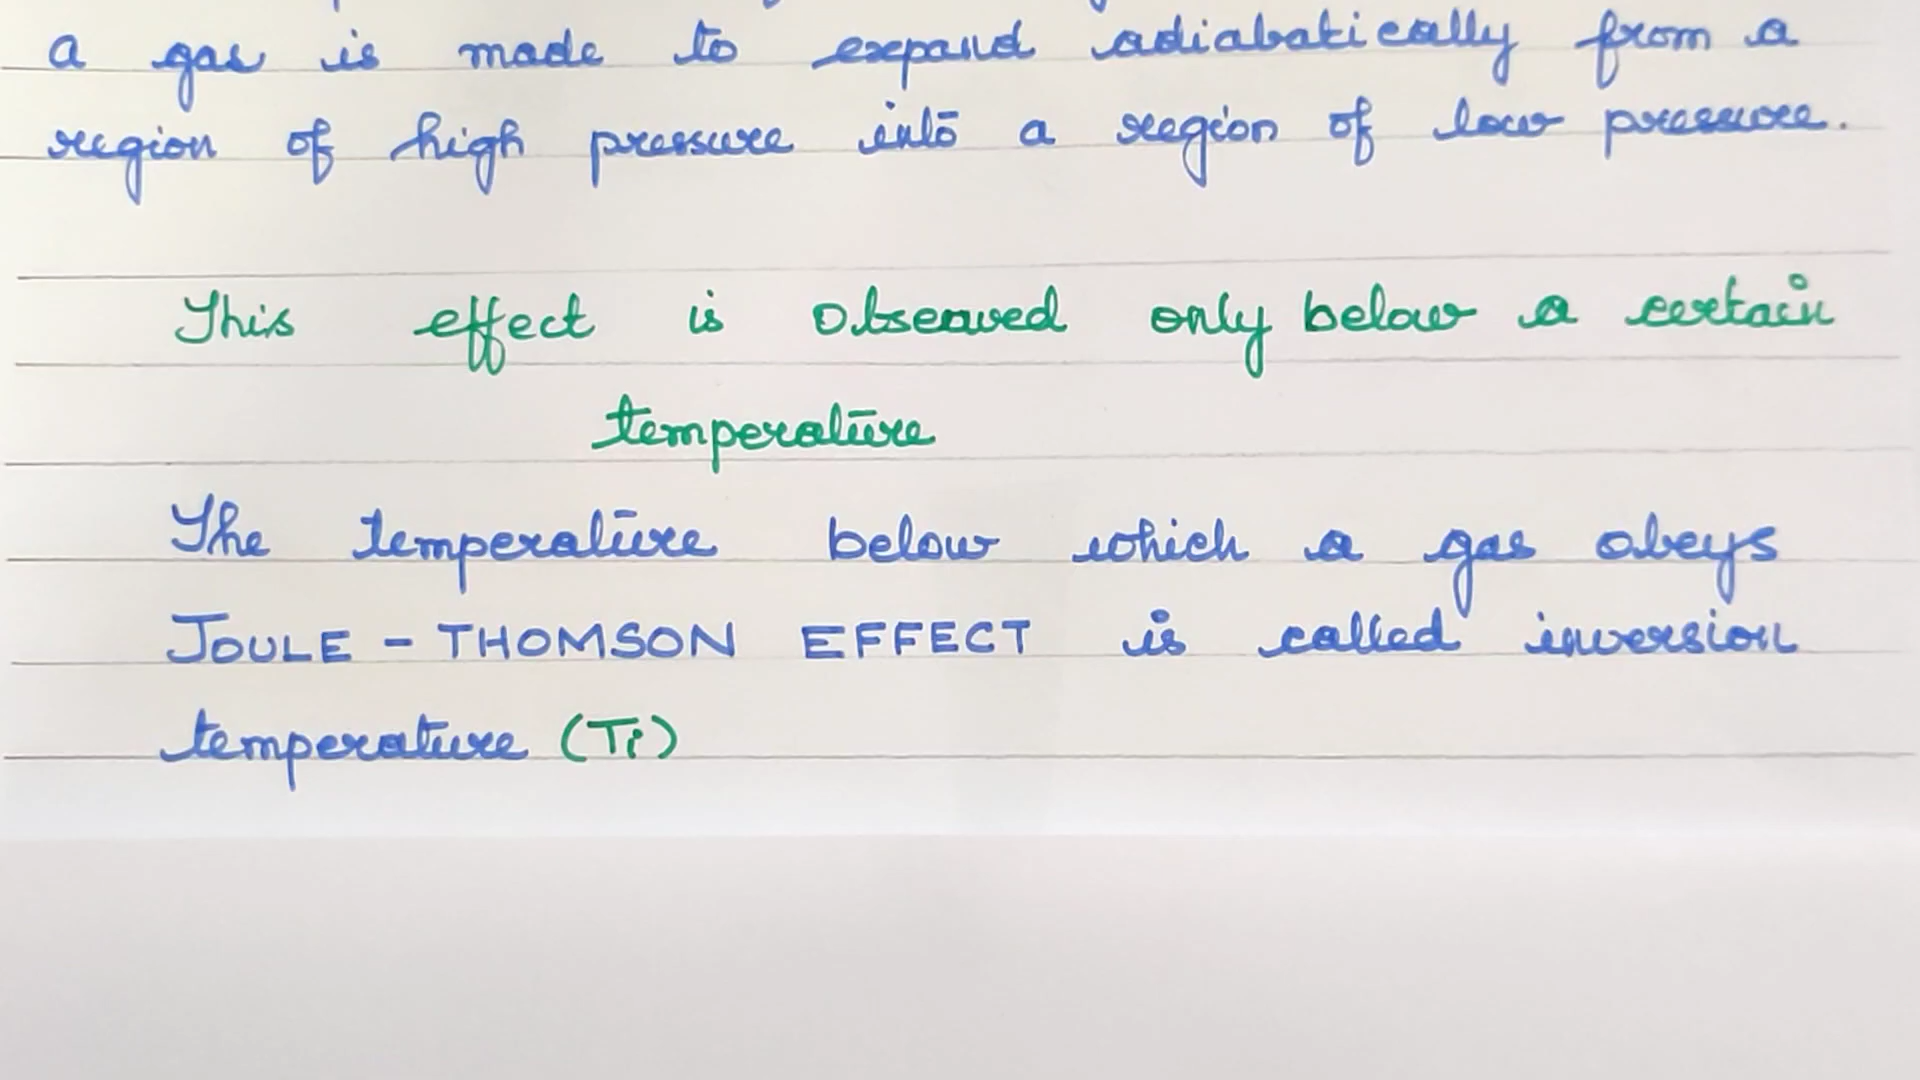 a gas is made to expand adiabatically from a
region of high pressure into a region of low pressure.
This effect is observed only below a certain
temperature
The temperature below which a gas obeys
JOULE - THOMSON EFFECT is called inversion
temperature (Ti)